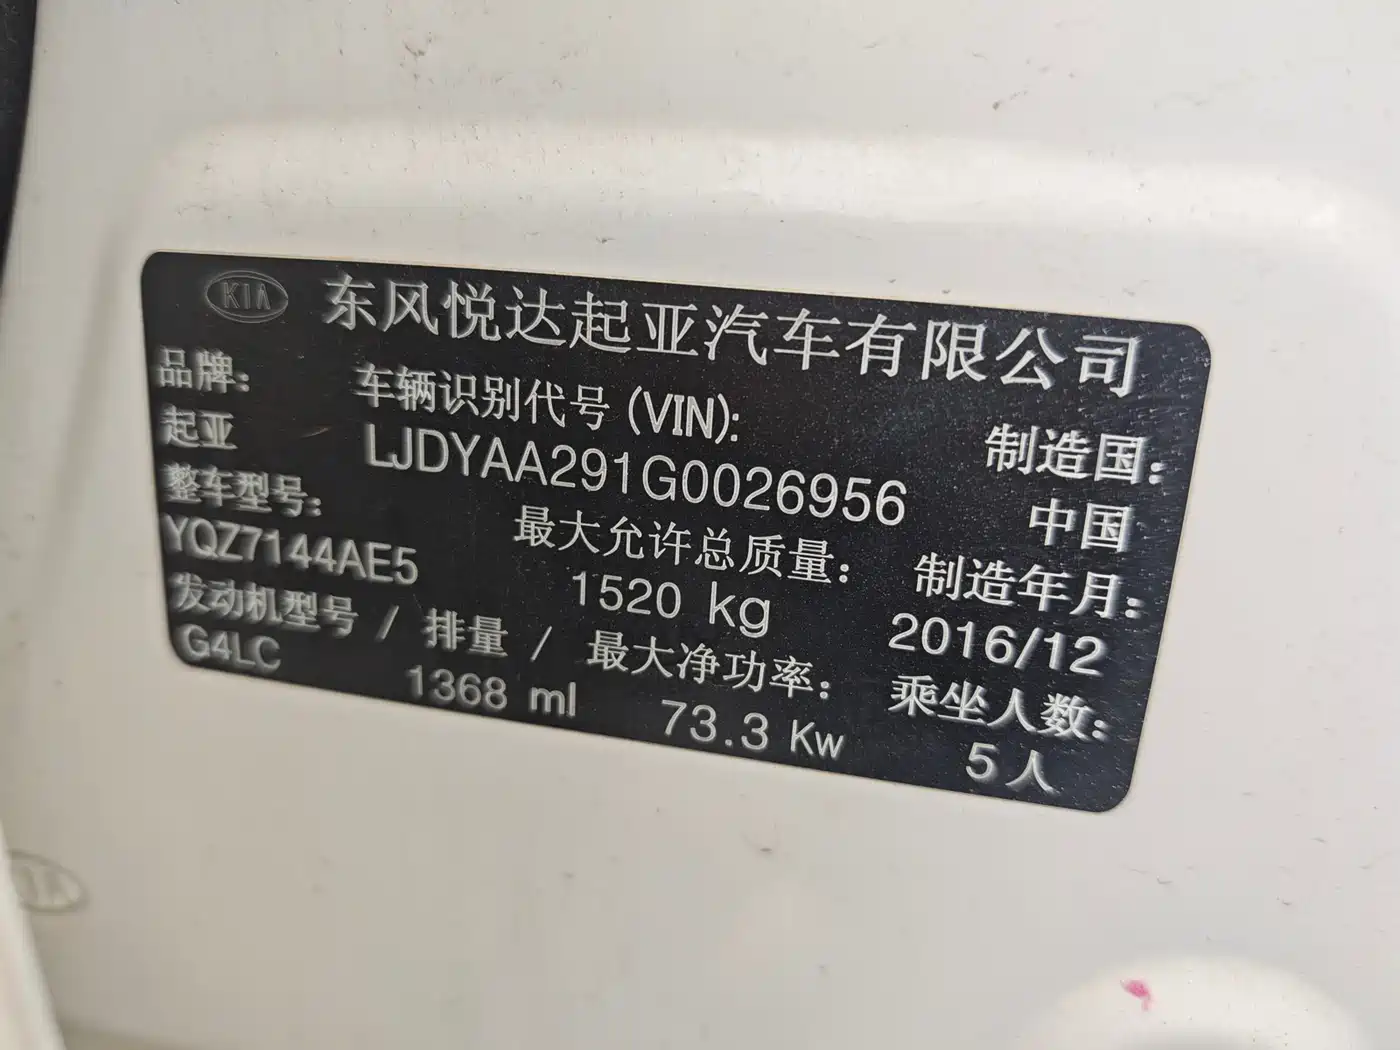 KIA 东风悦达起亚汽车有限公司
品牌: 车辆识别代号 (VIN): 制造国:
起亚 LJDYAA291G0026956 中国
整车型号: 最大允许总质量: 制造年月:
YQZ7144AE5 1520 kg 2016/12
发动机型号 / 排量 / 最大净功率: 乘坐人数:
G4LC 1368 ml 73.3 Kw 5人